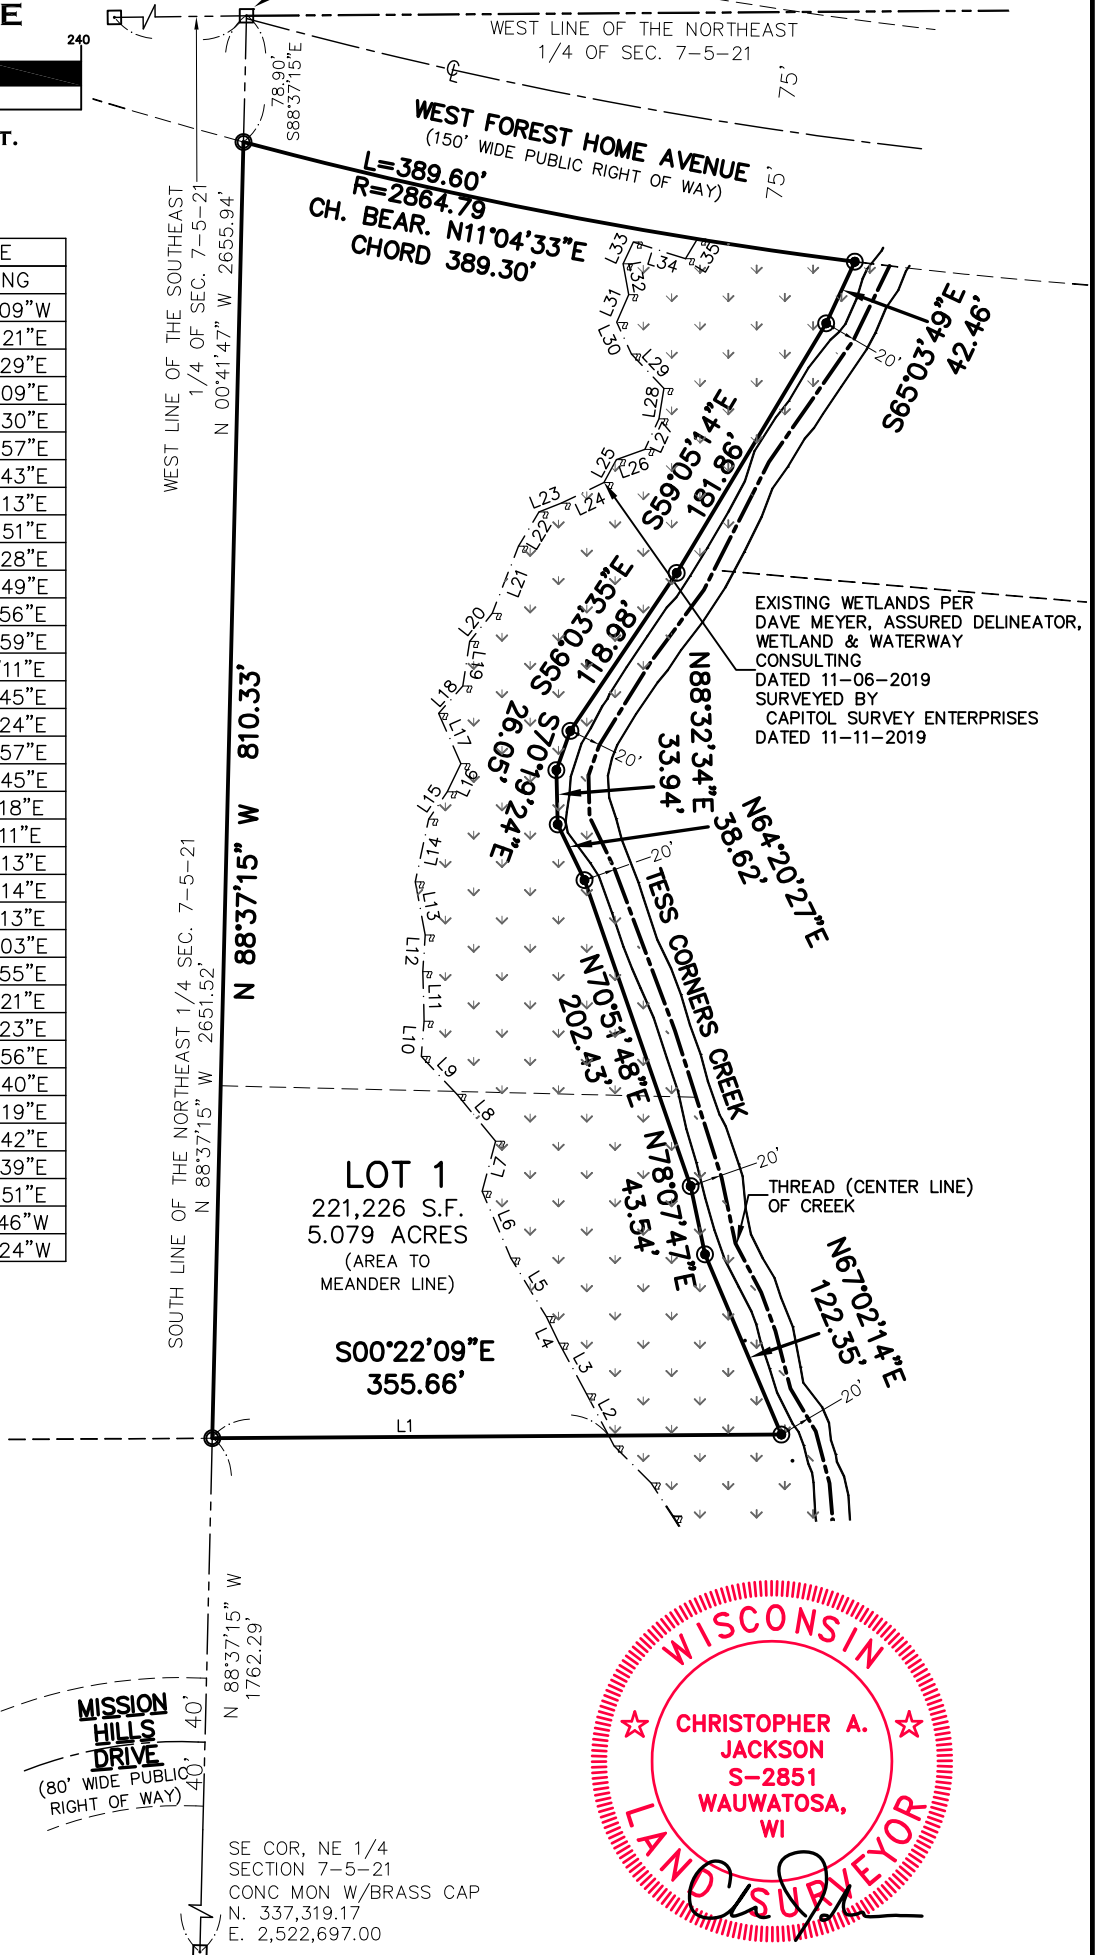 E
240
T.
WEST LINE OF THE NORTHEAST
1/4 OF SEC. 7-5-21
78.90'
S88°37'15"E
℄
75'
75'
WEST FOREST HOME AVENUE
(150' WIDE PUBLIC RIGHT OF WAY)
L=389.60'
R=2864.79
CH. BEAR. N11°04'33"E
CHORD 389.30'
WEST LINE OF THE SOUTHEAST
1/4 OF SEC. 7-5-21
N 00°41'47" W 2655.94'
E
NG
09"W
21"E
29"E
09"E
30"E
57"E
43"E
13"E
51"E
28"E
49"E
56"E
59"E
11"E
45"E
24"E
57"E
45"E
18"E
11"E
13"E
14"E
13"E
03"E
55"E
21"E
23"E
56"E
40"E
19"E
42"E
39"E
51"E
46"W
24"W
L35
L34
L33
L32
L31
L30
L29
L28
L27
L26
L25
L24
L23
L22
L21
L20
L19
L18
L17
L16
L15
L14
L13
L12
L11
L10
L9
L8
L7
L6
L5
L4
L3
L2
L1
S65°03'49"E
42.46'
20'
S59°05'14"E
181.86'
S56°03'35"E
118.98'
20'
S70°19'24"E
26.05'
N88°32'34"E
33.94'
N64°20'27"E
38.62'
20'
EXISTING WETLANDS PER
DAVE MEYER, ASSURED DELINEATOR,
WETLAND & WATERWAY
CONSULTING
DATED 11-06-2019
SURVEYED BY
CAPITOL SURVEY ENTERPRISES
DATED 11-11-2019
N 88°37'15" W 810.33'
SOUTH LINE OF THE NORTHEAST 1/4 SEC. 7-5-21
N 88°37'15" W 2651.52'
TESS CORNERS CREEK
N70°51'48"E
202.43'
N78°07'47"E
43.54'
20'
THREAD (CENTER LINE)
OF CREEK
N67°02'14"E
122.35'
20'
LOT 1
221,226 S.F.
5.079 ACRES
(AREA TO
MEANDER LINE)
S00°22'09"E
355.66'
N 88°37'15" W
1762.29'
MISSION
HILLS
DRIVE
(80' WIDE PUBLIC
RIGHT OF WAY)
40'
40'
SE COR, NE 1/4
SECTION 7-5-21
CONC MON W/BRASS CAP
N. 337,319.17
E. 2,522,697.00
WISCONSIN
CHRISTOPHER A.
JACKSON
S-2851
WAUWATOSA,
WI
LAND SURVEYOR